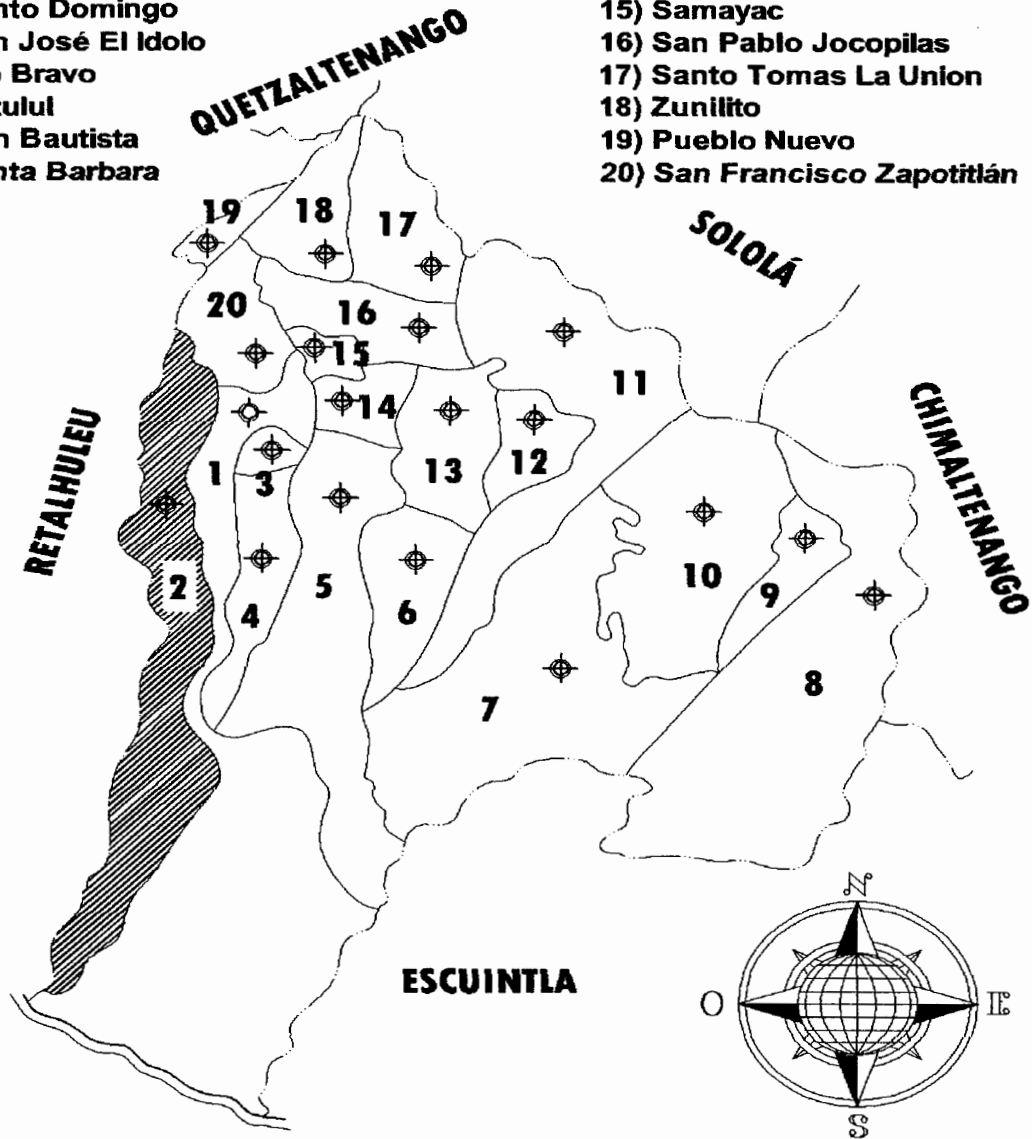 nto Domingo
n José El Idolo
Bravo
n Bautista
nta Barbara
15) Samayac
16) San Pablo Jocopilas
17) Santo Tomas La Union
18) Zunilito
19) Pueblo Nuevo
20) San Francisco Zapotitlán
QUETZALTENANGO
SOLOLÁ
CHIMALTENANGO
RETALHULEU
ESCUINTLA
19
18
17
20
16
15
14
11
13
12
1
3
2
4
5
6
10
9
7
8
N
O
E
S